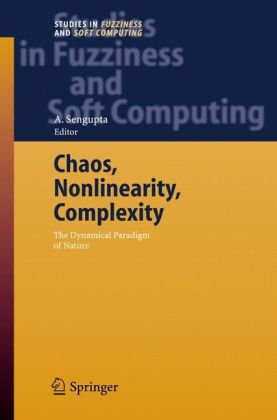 STUDIES IN FUZZINESS
AND SOFT COMPUTING
Studies
in Fuzziness
and
Soft Computing
A. Sengupta
Editor
Chaos,
Nonlinearity,
Complexity
The Dynamical Paradigm
of Nature
Springer